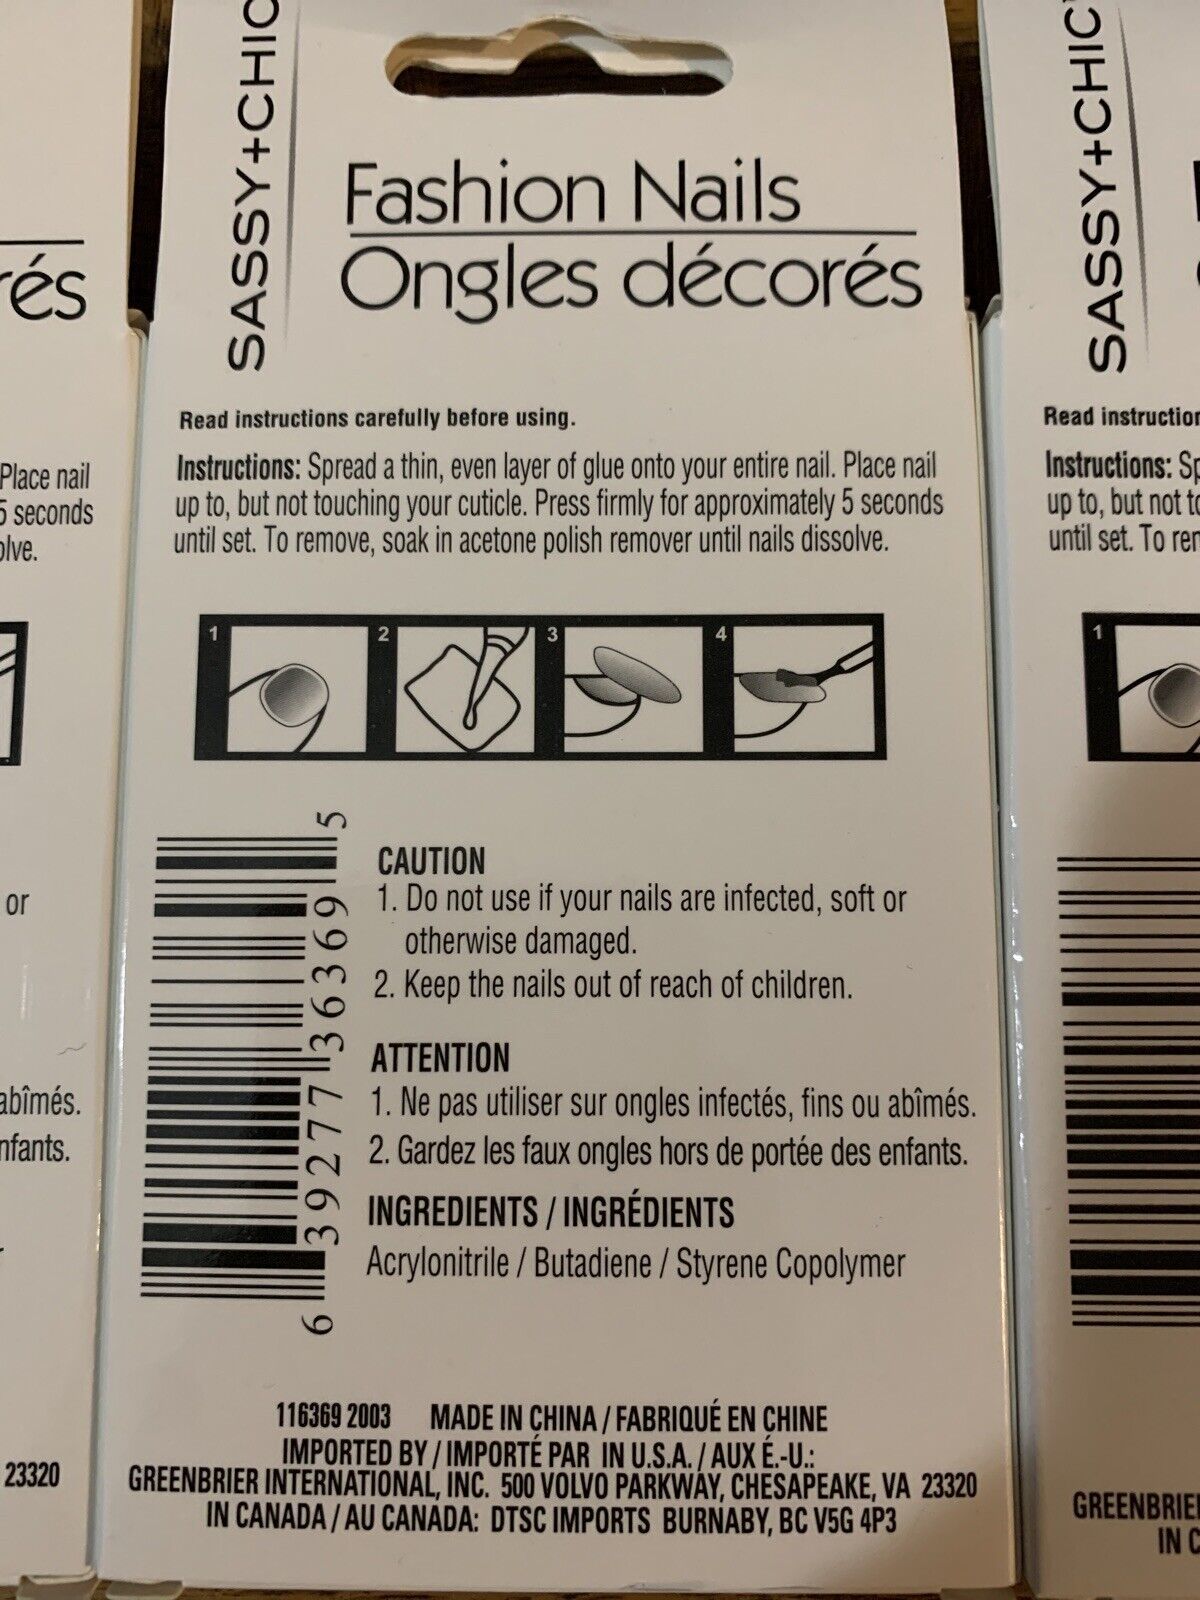 SASSY+CHIC
Fashion Nails
Ongles décorés
Read instructions carefully before using.
Instructions: Spread a thin, even layer of glue onto your entire nail. Place nail
up to, but not touching your cuticle. Press firmly for approximately 5 seconds
until set. To remove, soak in acetone polish remover until nails dissolve.
1 2 3 4
CAUTION
1. Do not use if your nails are infected, soft or
otherwise damaged.
2. Keep the nails out of reach of children.
ATTENTION
1. Ne pas utiliser sur ongles infectés, fins ou abîmés.
2. Gardez les faux ongles hors de portée des enfants.
INGREDIENTS / INGRÉDIENTS
Acrylonitrile / Butadiene / Styrene Copolymer
6 39277 36369 5
116369 2003 MADE IN CHINA / FABRIQUÉ EN CHINE
IMPORTED BY / IMPORTÉ PAR IN U.S.A. / AUX É.-U.:
GREENBRIER INTERNATIONAL, INC. 500 VOLVO PARKWAY, CHESAPEAKE, VA 23320
IN CANADA / AU CANADA: DTSC IMPORTS BURNABY, BC V5G 4P3
rés
Place nail
5 seconds
olve.
or
abîmés.
nfants.
23320
SASSY+CHIC
Read instruction
Instructions: Sp
up to, but not to
until set. To rem
1
GREENBRIE
IN C